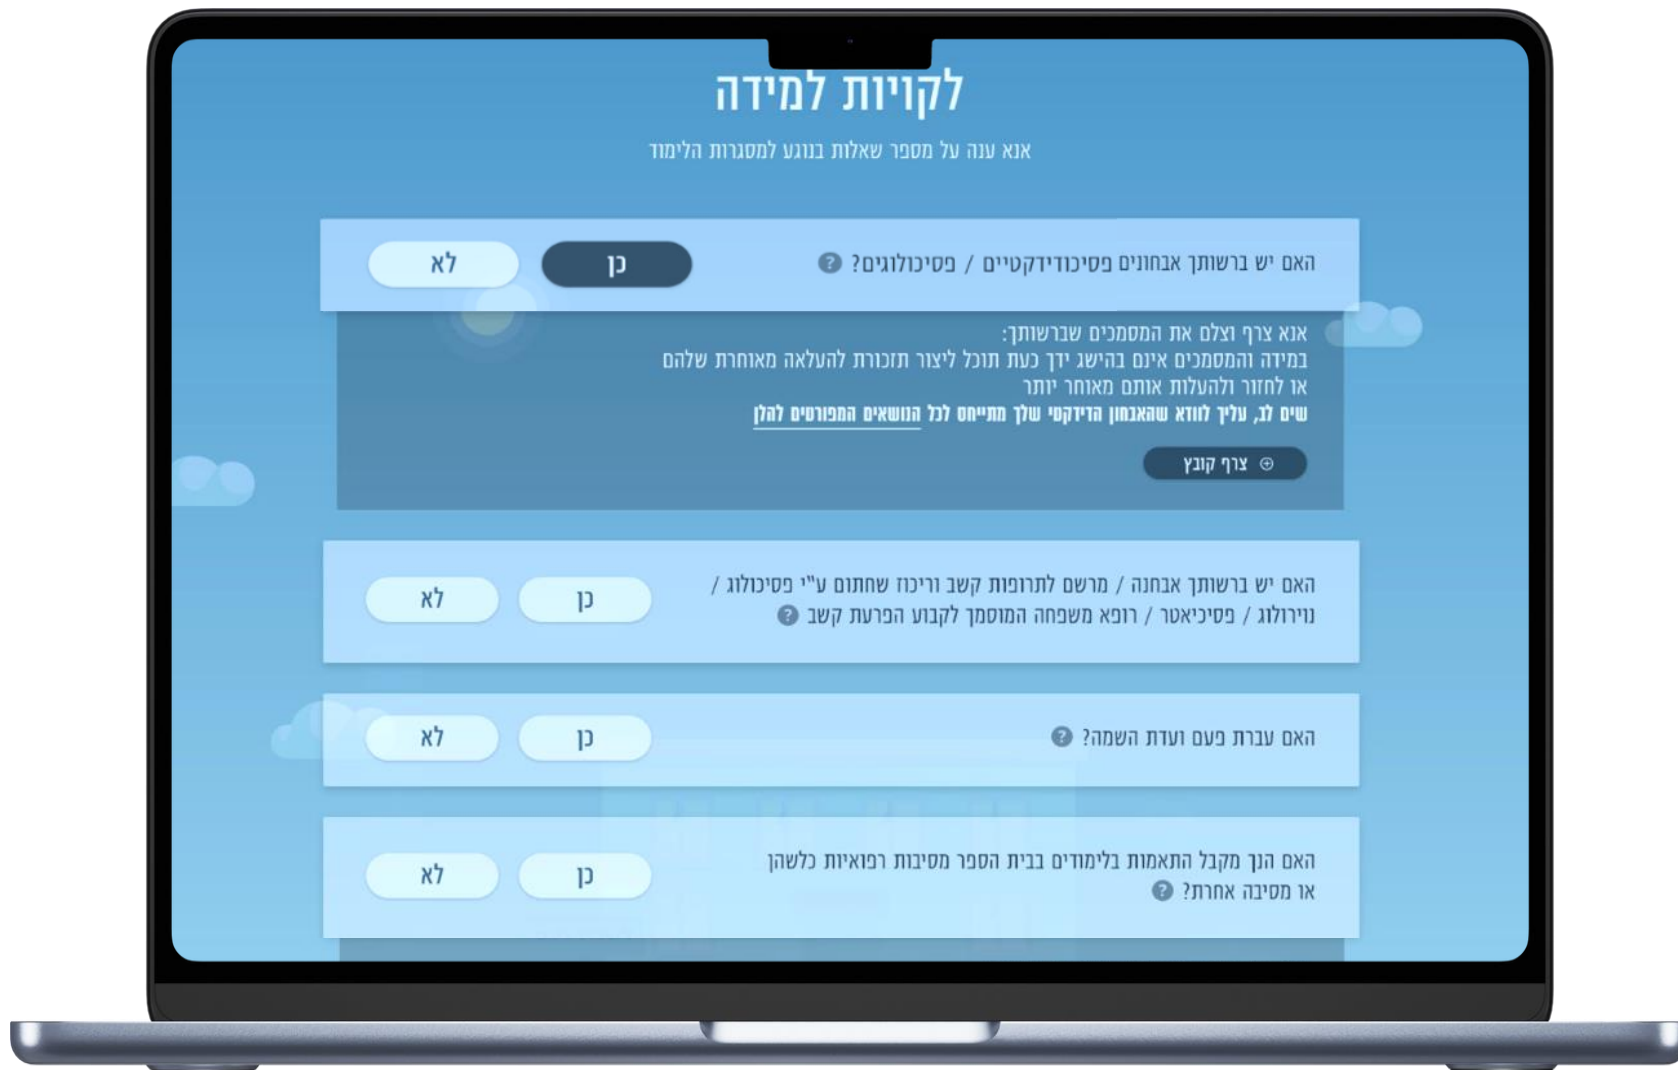 לקויות למידה
אנא ענה על מספר שאלות בנוגע למסגרות הלימוד
האם יש ברשותך אבחונים פסיכודידקטיים / פסיכולוגים? ?
כן
לא
אנא צרף וצלם את המסמכים שברשותך:
במידה והמסמכים אינם בהישג ידך כעת תוכל ליצור תזכורת להעלאה מאוחרת שלהם
או לחזור ולהעלות אותם מאוחר יותר
שים לב, עליך לוודא שהאבחון הדידקטי שלך מתייחס לכל הנושאים המפורטים להלן
צרף קובץ
האם יש ברשותך אבחנה / מרשם לתרופות קשב וריכוז שחתום ע"י פסיכולוג /
נוירולוג / פסיכיאטר / רופא משפחה המוסמך לקבוע הפרעת קשב ?
כן
לא
האם עברת פעם ועדת השמה? ?
כן
לא
האם הנך מקבל התאמות בלימודים בבית הספר מסיבות רפואיות כלשהן
או מסיבה אחרת? ?
כן
לא